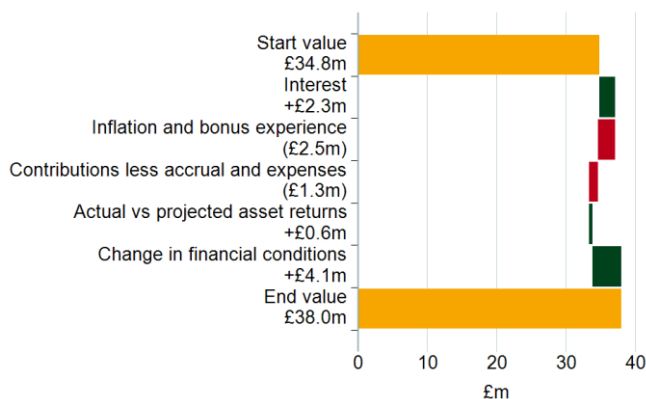 Start value
£34.8m
Interest
+£2.3m
Inflation and bonus experience
(£2.5m)
Contributions less accrual and expenses
(£1.3m)
Actual vs projected asset returns
+£0.6m
Change in financial conditions
+£4.1m
End value
£38.0m
0 10 20 30 40
£m